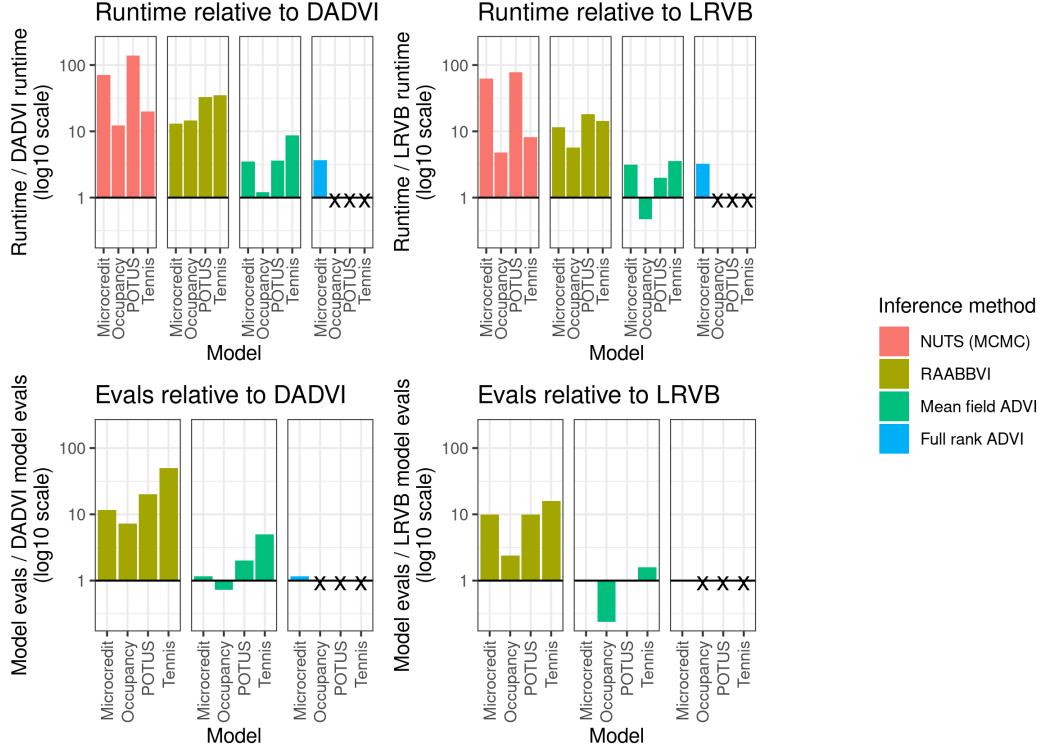 Runtime relative to DADVI
Runtime / DADVI runtime
(log10 scale)
100
10
1
X X X
Microcredit
Occupancy
POTUS
Tennis
Microcredit
Occupancy
POTUS
Tennis
Microcredit
Occupancy
POTUS
Tennis
Microcredit
Occupancy
POTUS
Tennis
Model
Runtime relative to LRVB
Runtime / LRVB runtime
(log10 scale)
100
10
1
X X X
Microcredit
Occupancy
POTUS
Tennis
Microcredit
Occupancy
POTUS
Tennis
Microcredit
Occupancy
POTUS
Tennis
Microcredit
Occupancy
POTUS
Tennis
Model
Evals relative to DADVI
Model evals / DADVI model evals
(log10 scale)
100
10
1
X X X
Microcredit
Occupancy
POTUS
Tennis
Microcredit
Occupancy
POTUS
Tennis
Microcredit
Occupancy
POTUS
Tennis
Model
Evals relative to LRVB
Model evals / LRVB model evals
(log10 scale)
100
10
1
X X X
Microcredit
Occupancy
POTUS
Tennis
Microcredit
Occupancy
POTUS
Tennis
Microcredit
Occupancy
POTUS
Tennis
Model
Inference method
NUTS (MCMC)
RAABBVI
Mean field ADVI
Full rank ADVI